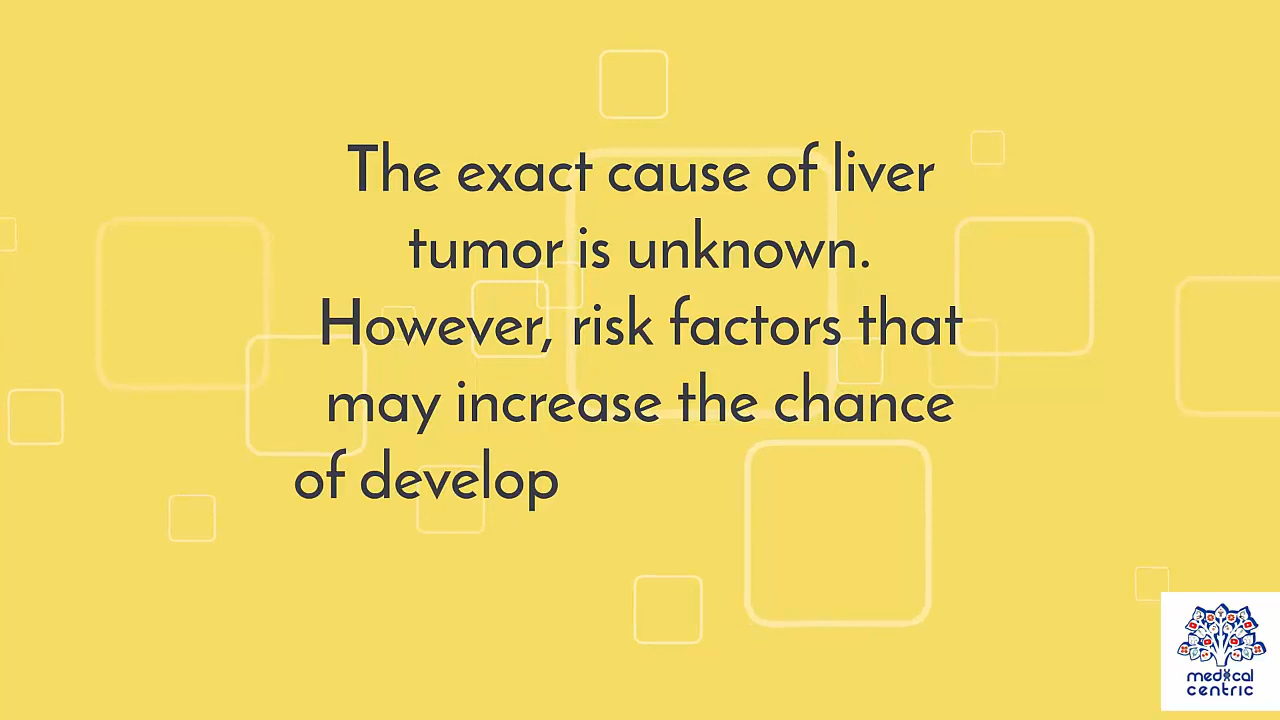 The exact cause of liver
tumor is unknown.
However, risk factors that
may increase the chance
of develop
medical
centric